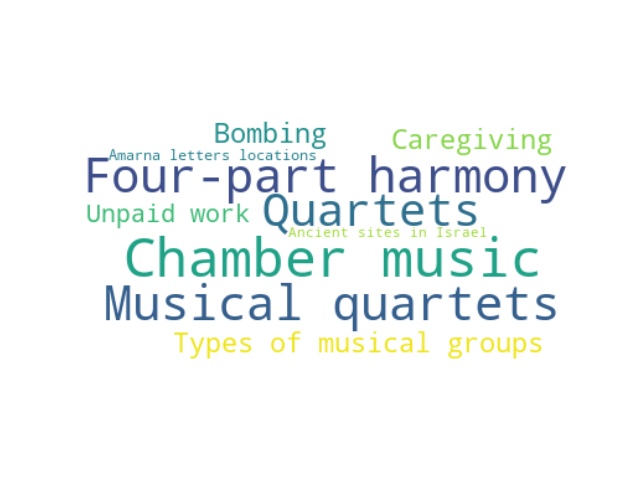 Bombing
Caregiving
Amarna letters locations
Four-part harmony
Unpaid work
Quartets
Ancient sites in Israel
Chamber music
Musical quartets
Types of musical groups